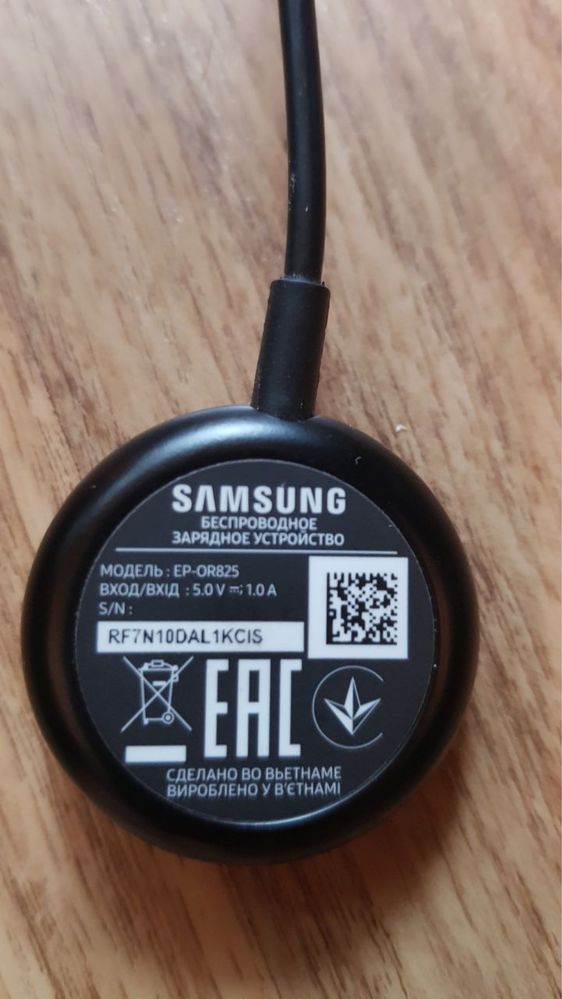 SAMSUNG
БЕСПРОВОДНОЕ
ЗАРЯДНОЕ УСТРОЙСТВО
МОДЕЛЬ : EP-OR825
ВХОД/ВХІД : 5.0 V ⎓; 1.0 A
S/N :
RF7N10DAL1KCIS
EAC
СДЕЛАНО ВО ВЬЕТНАМЕ
ВИРОБЛЕНО У В'ЄТНАМІ